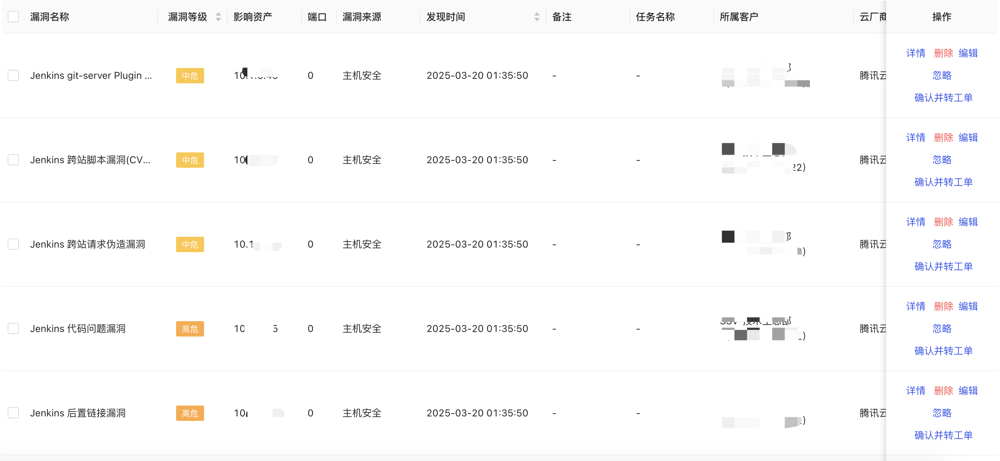 漏洞名称 漏洞等级 影响资产 端口 漏洞来源 发现时间 备注 任务名称 所属客户 云厂商 操作
详情 删除 编辑
Jenkins git-server Plugin ... 中危 10. 0 主机安全 2025-03-20 01:35:50 - - 腾讯云 忽略
确认并转工单
详情 删除 编辑
Jenkins 跨站脚本漏洞(CV... 中危 10 0 主机安全 2025-03-20 01:35:50 - - 腾讯云 忽略
22)
确认并转工单
详情 删除 编辑
Jenkins 跨站请求伪造漏洞 中危 10.1 0 主机安全 2025-03-20 01:35:50 - - 腾讯云 忽略
)
确认并转工单
详情 删除 编辑
Jenkins 代码问题漏洞 高危 10 5 0 主机安全 2025-03-20 01:35:50 - - 腾讯云 忽略
)
确认并转工单
详情 删除 编辑
Jenkins 后置链接漏洞 高危 10 0 主机安全 2025-03-20 01:35:50 - - 腾讯云 忽略
)
确认并转工单